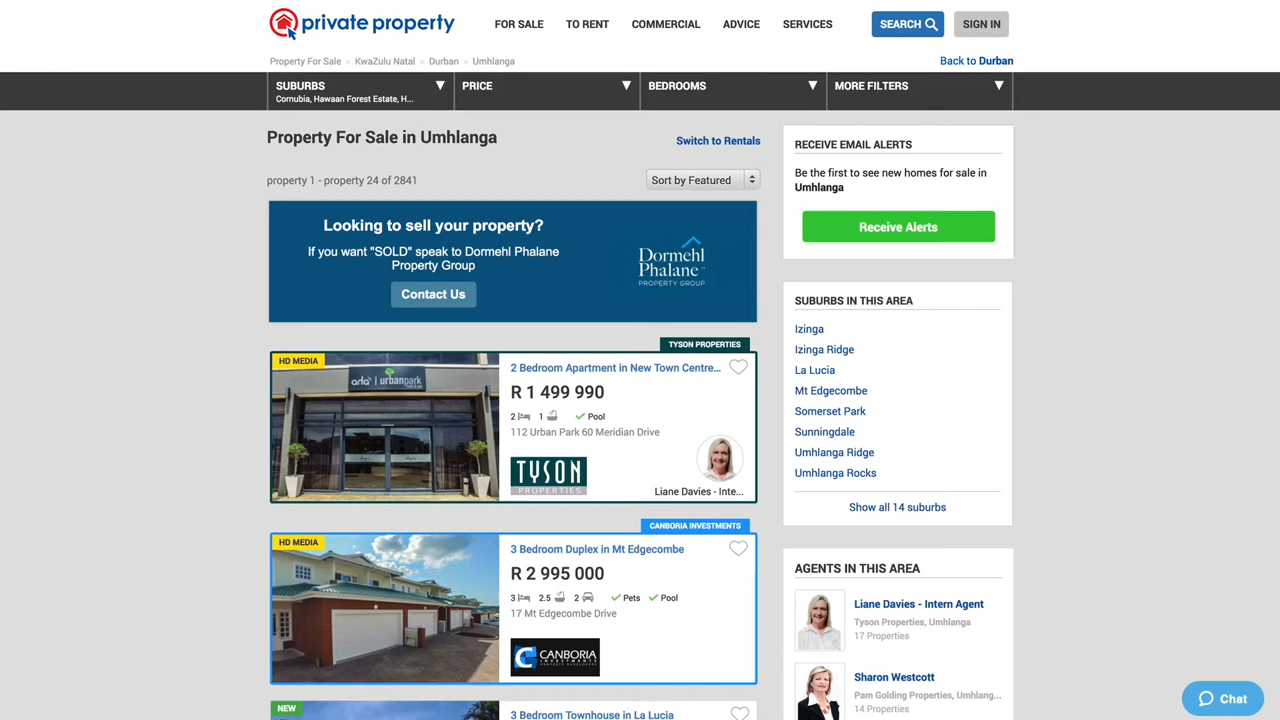 private property
FOR SALE TO RENT COMMERCIAL ADVICE SERVICES SEARCH SIGN IN
Property For Sale > KwaZulu Natal > Durban > Umhlanga Back to Durban
SUBURBS ▼ PRICE ▼ BEDROOMS ▼ MORE FILTERS ▼
Cornubia, Hawaan Forest Estate, H...
Property For Sale in Umhlanga
Switch to Rentals
property 1 - property 24 of 2841
Sort by Featured
Looking to sell your property?
If you want "SOLD" speak to Dormehl Phalane
Property Group
Contact Us
Dormehl
Phalane™
PROPERTY GROUP
TYSON PROPERTIES
HD MEDIA
arlo | urbanpark
2 Bedroom Apartment in New Town Centre...
R 1 499 990
2 1 Pool
112 Urban Park 60 Meridian Drive
TYSON
PROPERTIES
Liane Davies - Inte...
CANBORIA INVESTMENTS
HD MEDIA
3 Bedroom Duplex in Mt Edgecombe
R 2 995 000
3 2.5 2 Pets Pool
17 Mt Edgecombe Drive
CANBORIA
INVESTMENTS
NEW
3 Bedroom Townhouse in La Lucia
RECEIVE EMAIL ALERTS
Be the first to see new homes for sale in
Umhlanga
Receive Alerts
SUBURBS IN THIS AREA
Izinga
Izinga Ridge
La Lucia
Mt Edgecombe
Somerset Park
Sunningdale
Umhlanga Ridge
Umhlanga Rocks
Show all 14 suburbs
AGENTS IN THIS AREA
Liane Davies - Intern Agent
Tyson Properties, Umhlanga
17 Properties
Sharon Westcott
Pam Golding Properties, Umhlang...
14 Properties
Chat